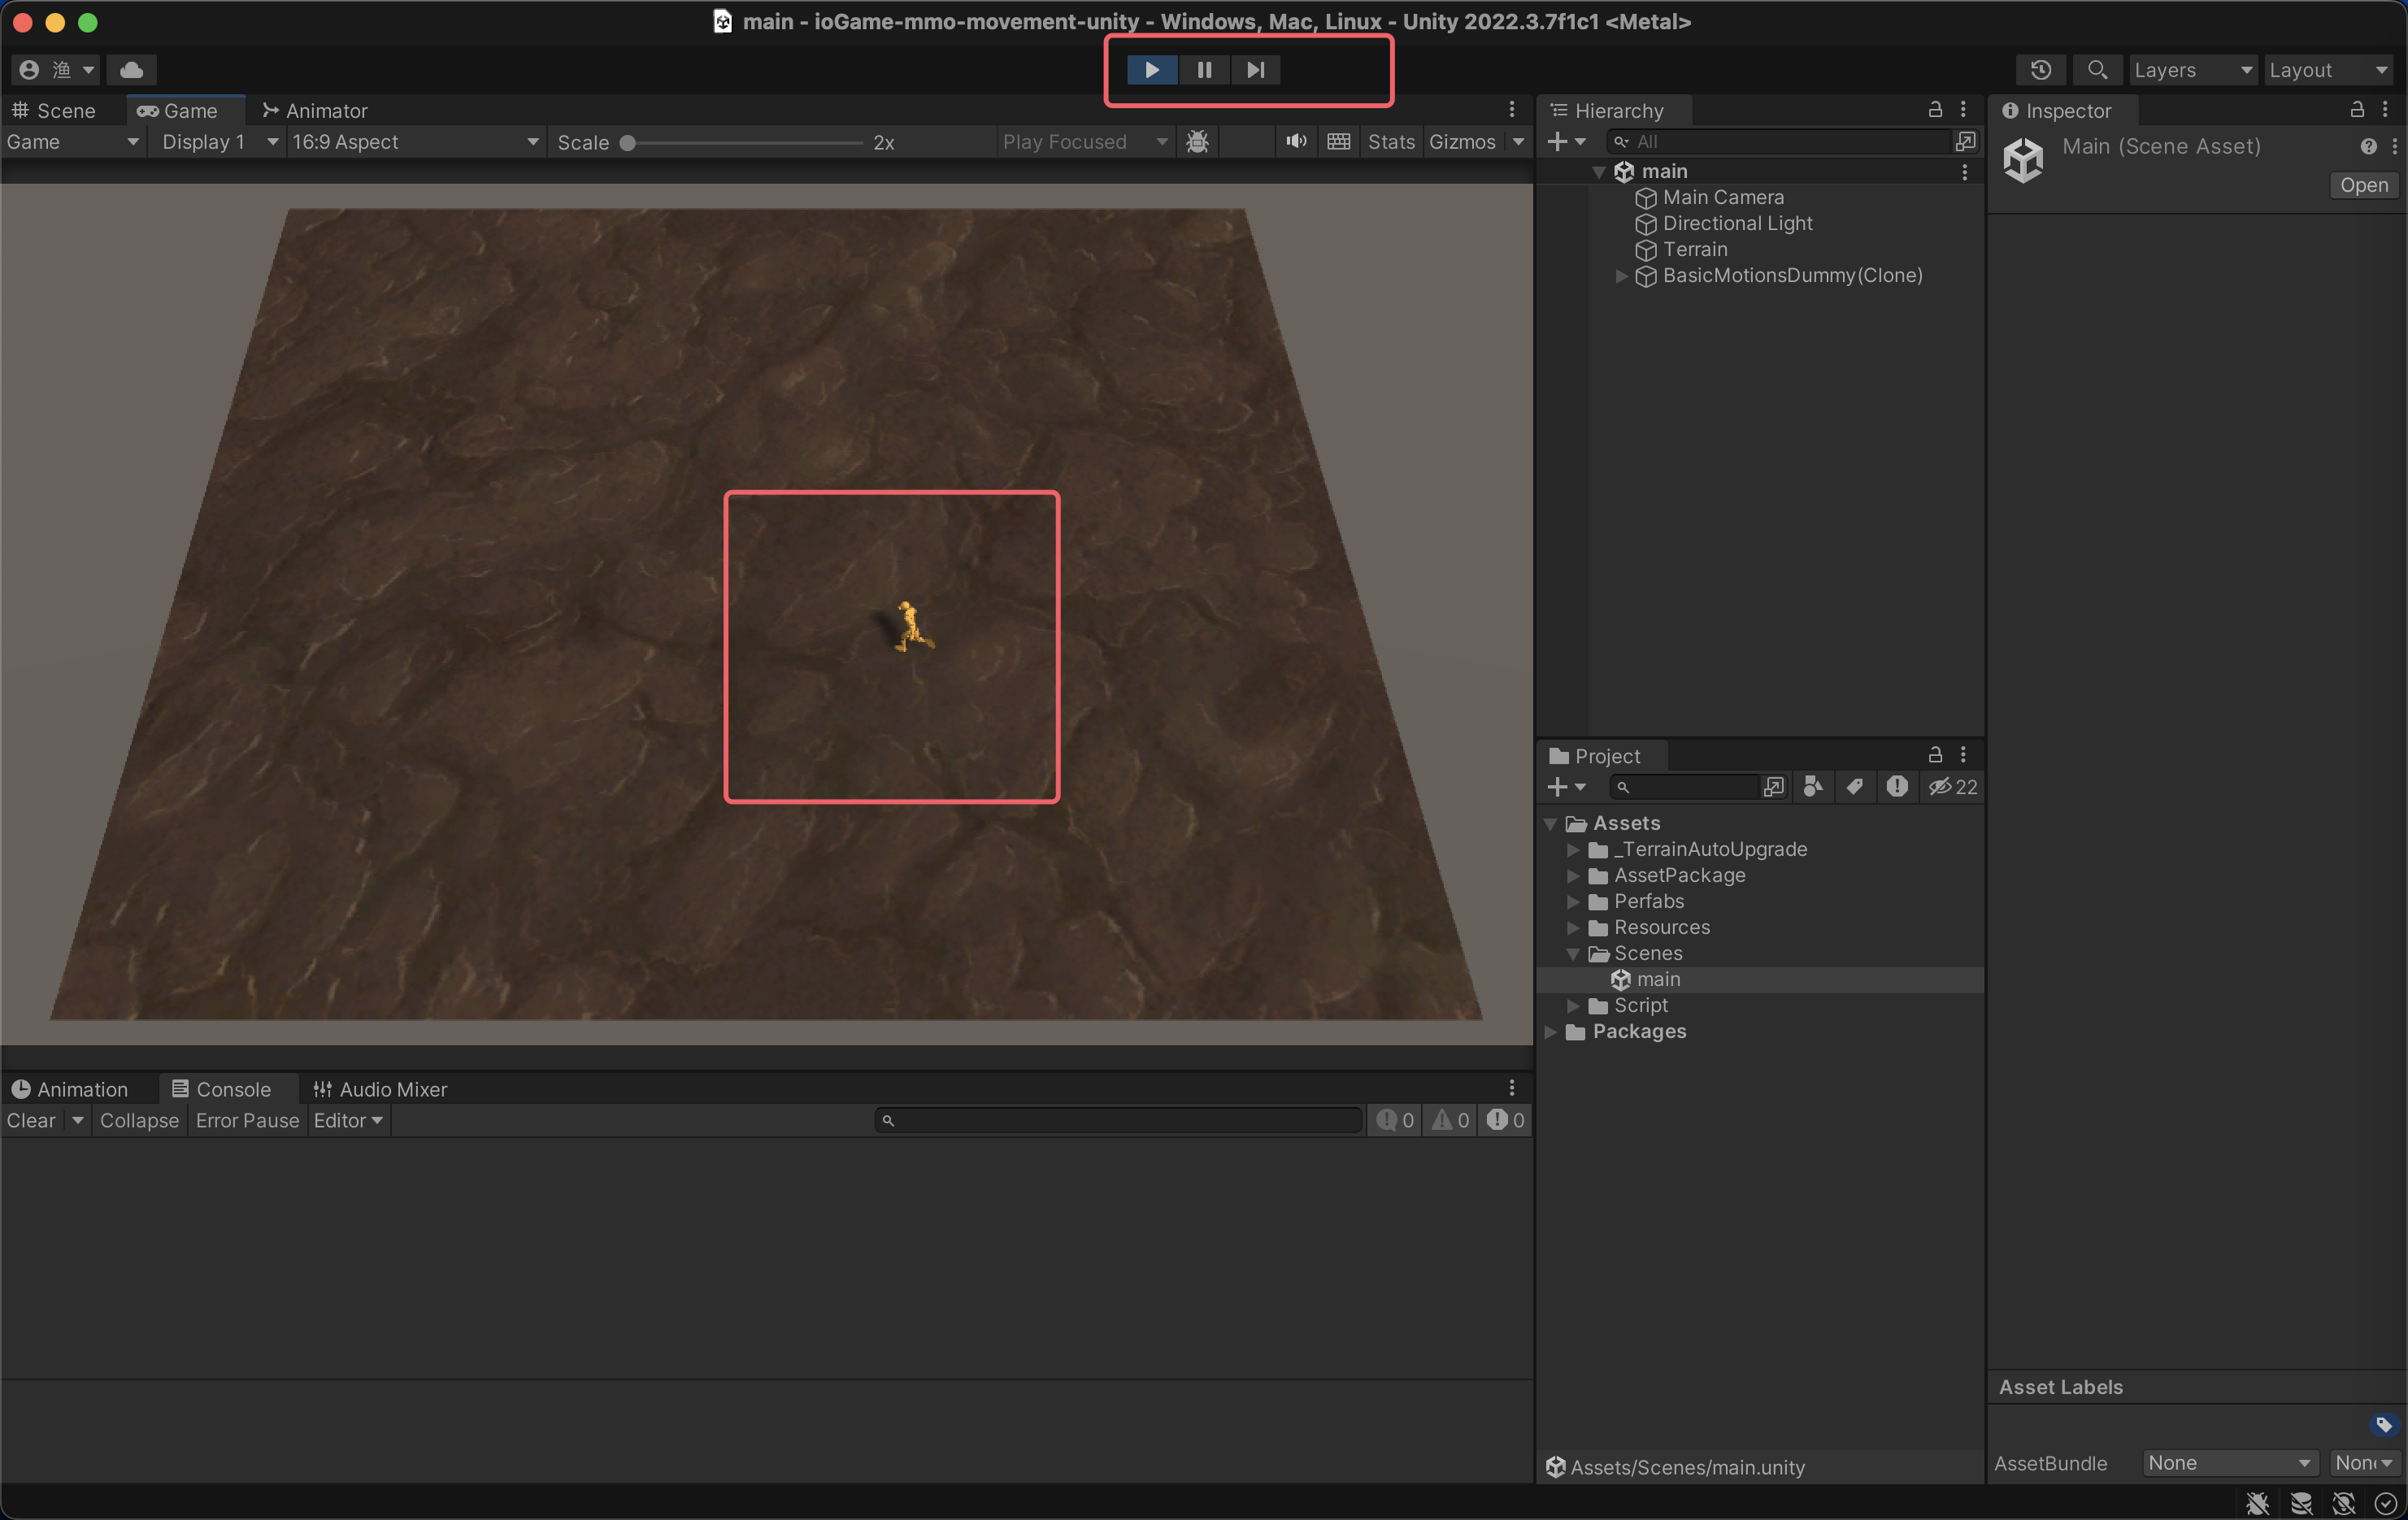 main - ioGame-mmo-movement-unity - Windows, Mac, Linux - Unity 2022.3.7f1c1 <Metal>
渔
Layers
Layout
Scene
Game
Animator
Game
Display 1
16:9 Aspect
Scale
2x
Play Focused
Stats
Gizmos
Hierarchy
All
main
Main Camera
Directional Light
Terrain
BasicMotionsDummy(Clone)
Inspector
Main (Scene Asset)
Open
Project
22
Assets
_TerrainAutoUpgrade
AssetPackage
Perfabs
Resources
Scenes
main
Script
Packages
Assets/Scenes/main.unity
Animation
Console
Audio Mixer
Clear
Collapse
Error Pause
Editor
0
0
0
Asset Labels
AssetBundle
None